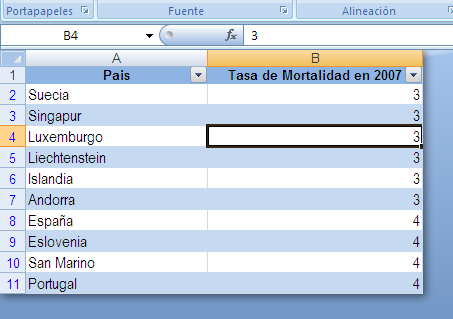 Portapapeles Fuente Alineación
B4 fx 3
A B
1 Pais Tasa de Mortalidad en 2007
2 Suecia 3
3 Singapur 3
4 Luxemburgo 3
5 Liechtenstein 3
6 Islandia 3
7 Andorra 3
8 España 4
9 Eslovenia 4
10 San Marino 4
11 Portugal 4